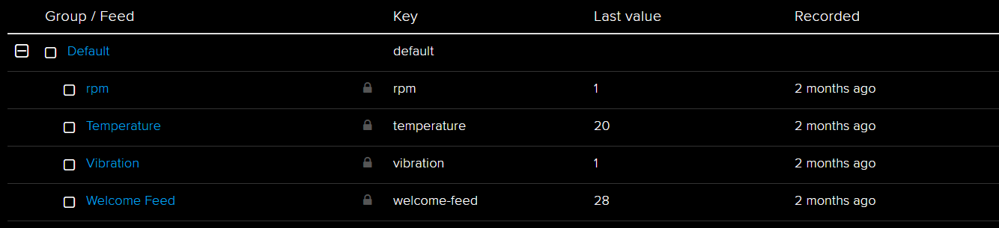 Group / Feed Key Last value Recorded
Default default
rpm rpm 1 2 months ago
Temperature temperature 20 2 months ago
Vibration vibration 1 2 months ago
Welcome Feed welcome-feed 28 2 months ago